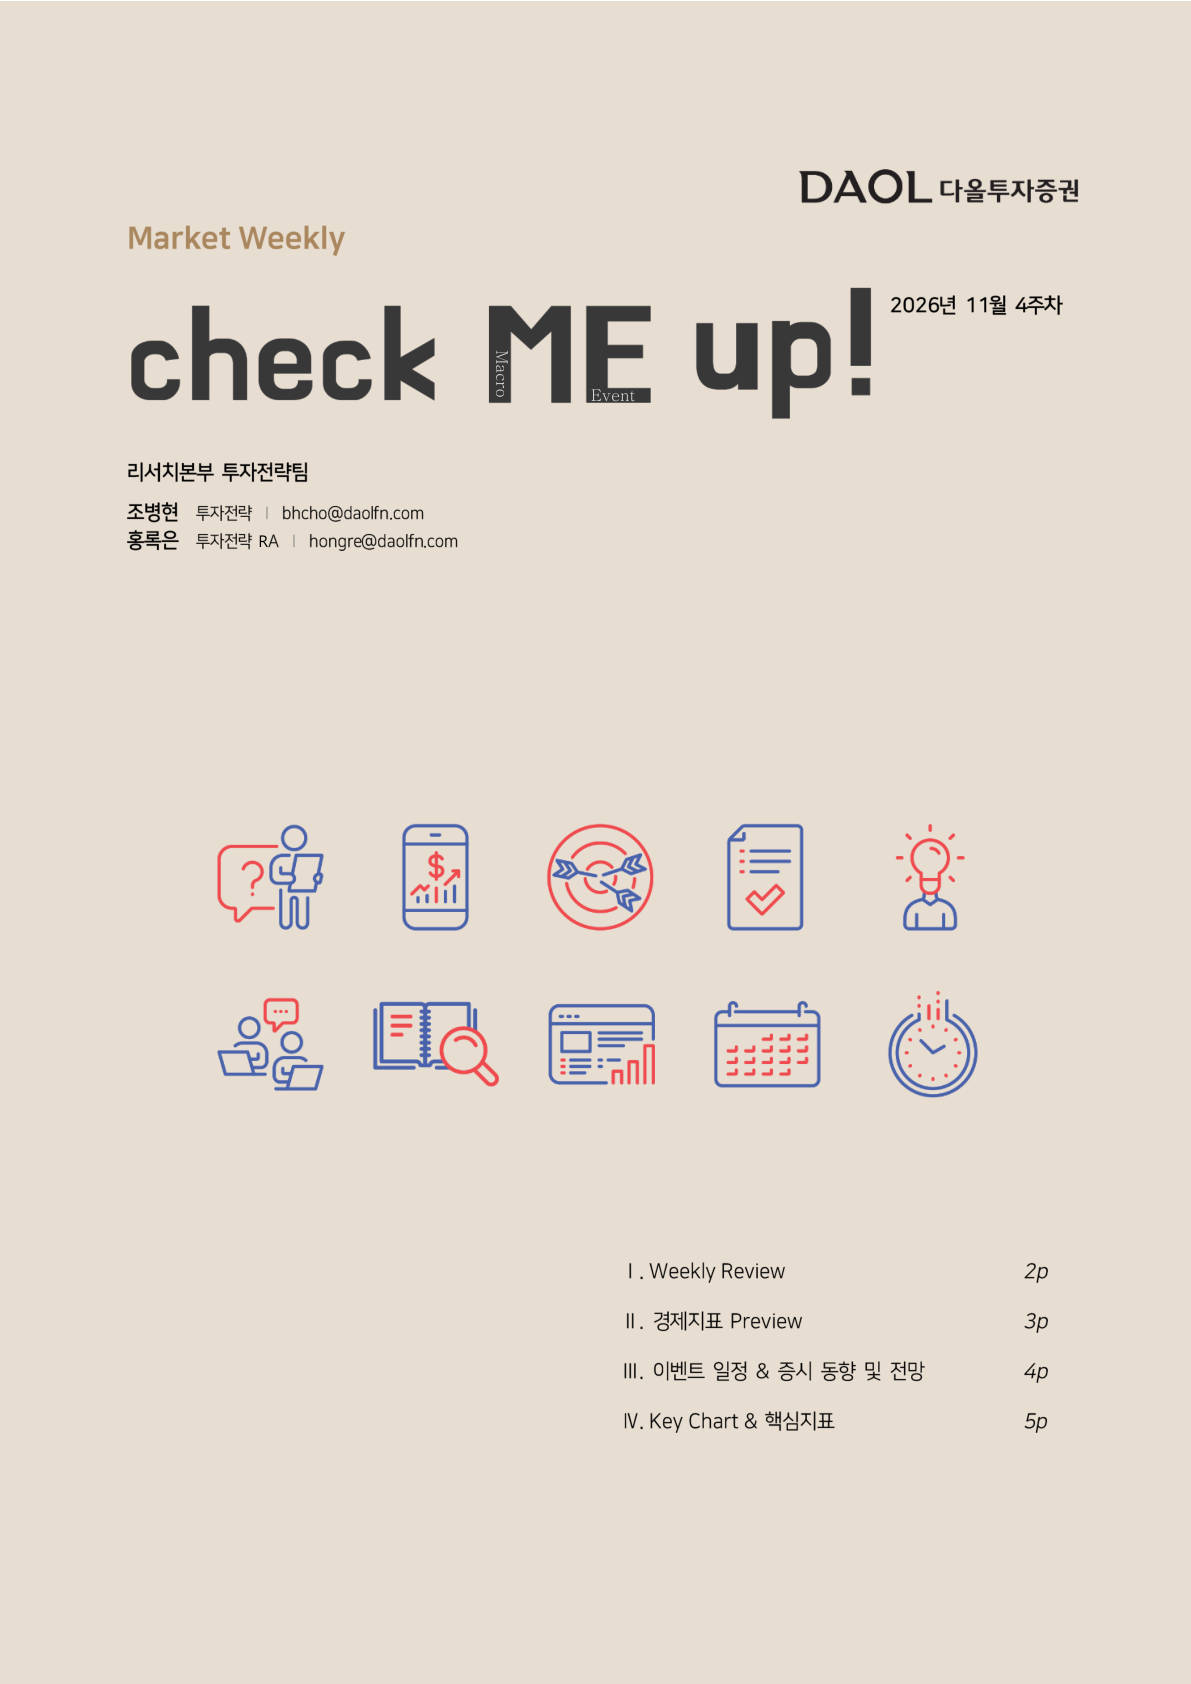 DAOL 다올투자증권
Market Weekly
check ME up!
Macro
Event
2026년 11월 4주차
리서치본부 투자전략팀
조병현 투자전략 | bhcho@daolfn.com
홍록은 투자전략 RA | hongre@daolfn.com
Ⅰ. Weekly Review 2p
Ⅱ. 경제지표 Preview 3p
Ⅲ. 이벤트 일정 & 증시 동향 및 전망 4p
Ⅳ. Key Chart & 핵심지표 5p